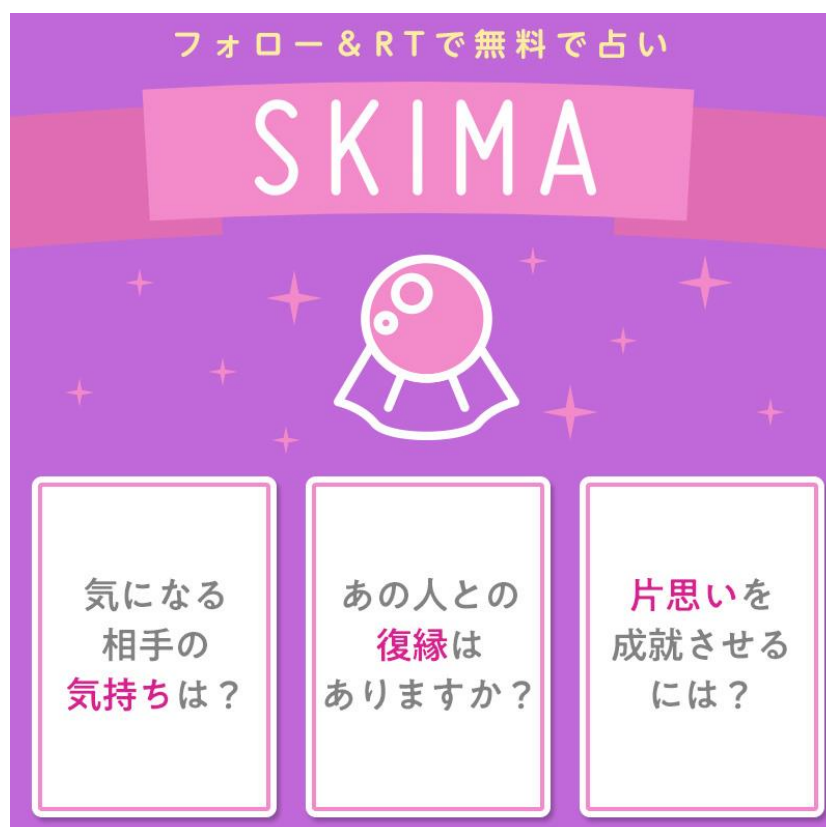 フォロー&RTで無料で占い
SKIMA
気になる
相手の
気持ちは？
あの人との
復縁は
ありますか？
片思いを
成就させる
には？